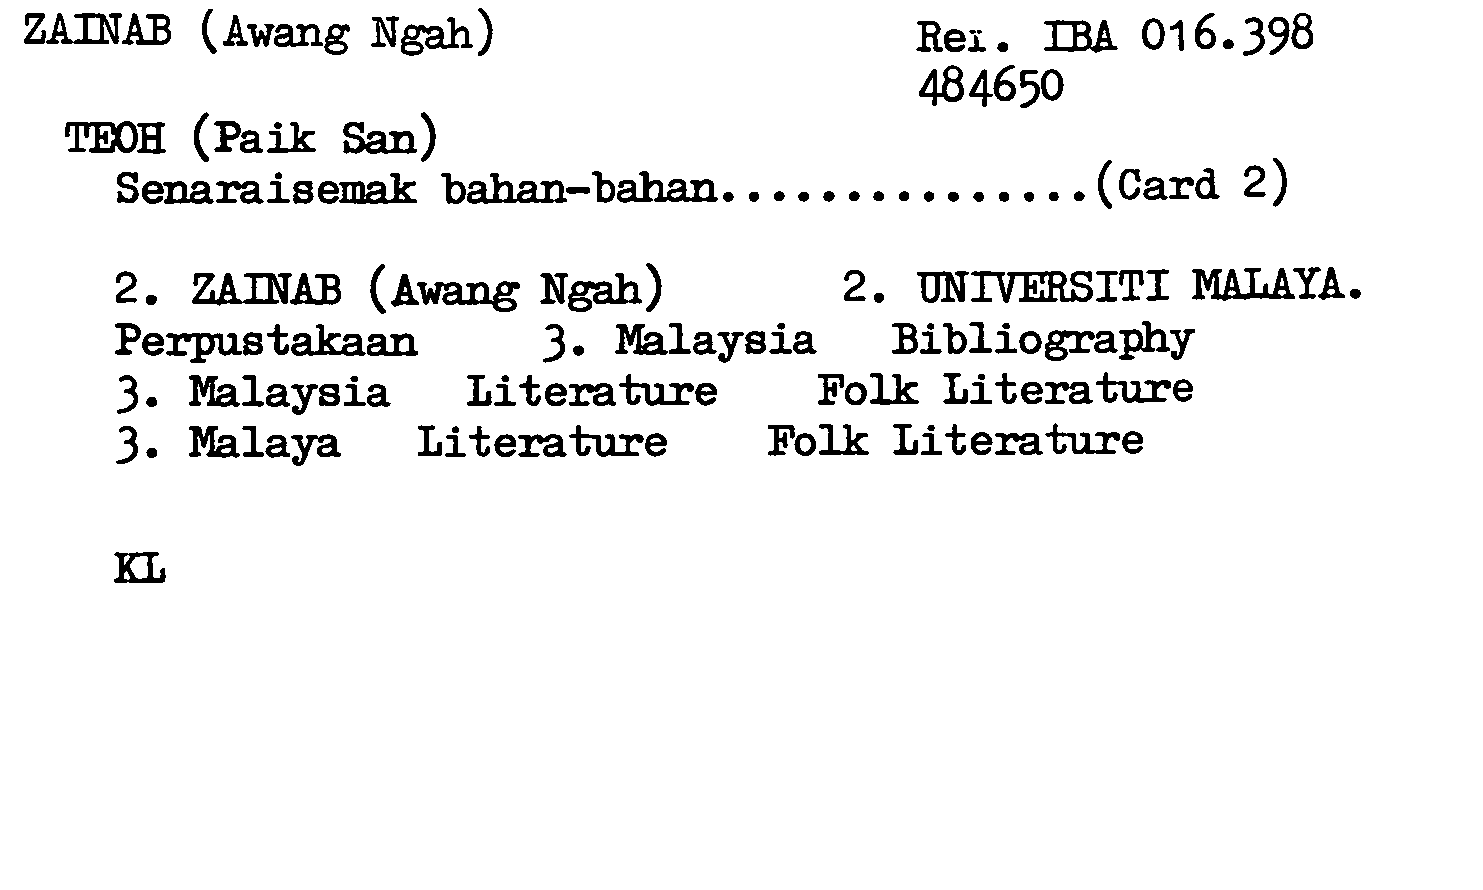 ZAINAB (Awang Ngah) Ref. IBA 016.398
484650
TEOH (Paik San)
Senaraisemak bahan-bahan...............(Card 2)
2. ZAINAB (Awang Ngah) 2. UNIVERSITI MALAYA.
Perpustakaan 3. Malaysia Bibliography
3. Malaysia Literature Folk Literature
3. Malaya Literature Folk Literature
KL